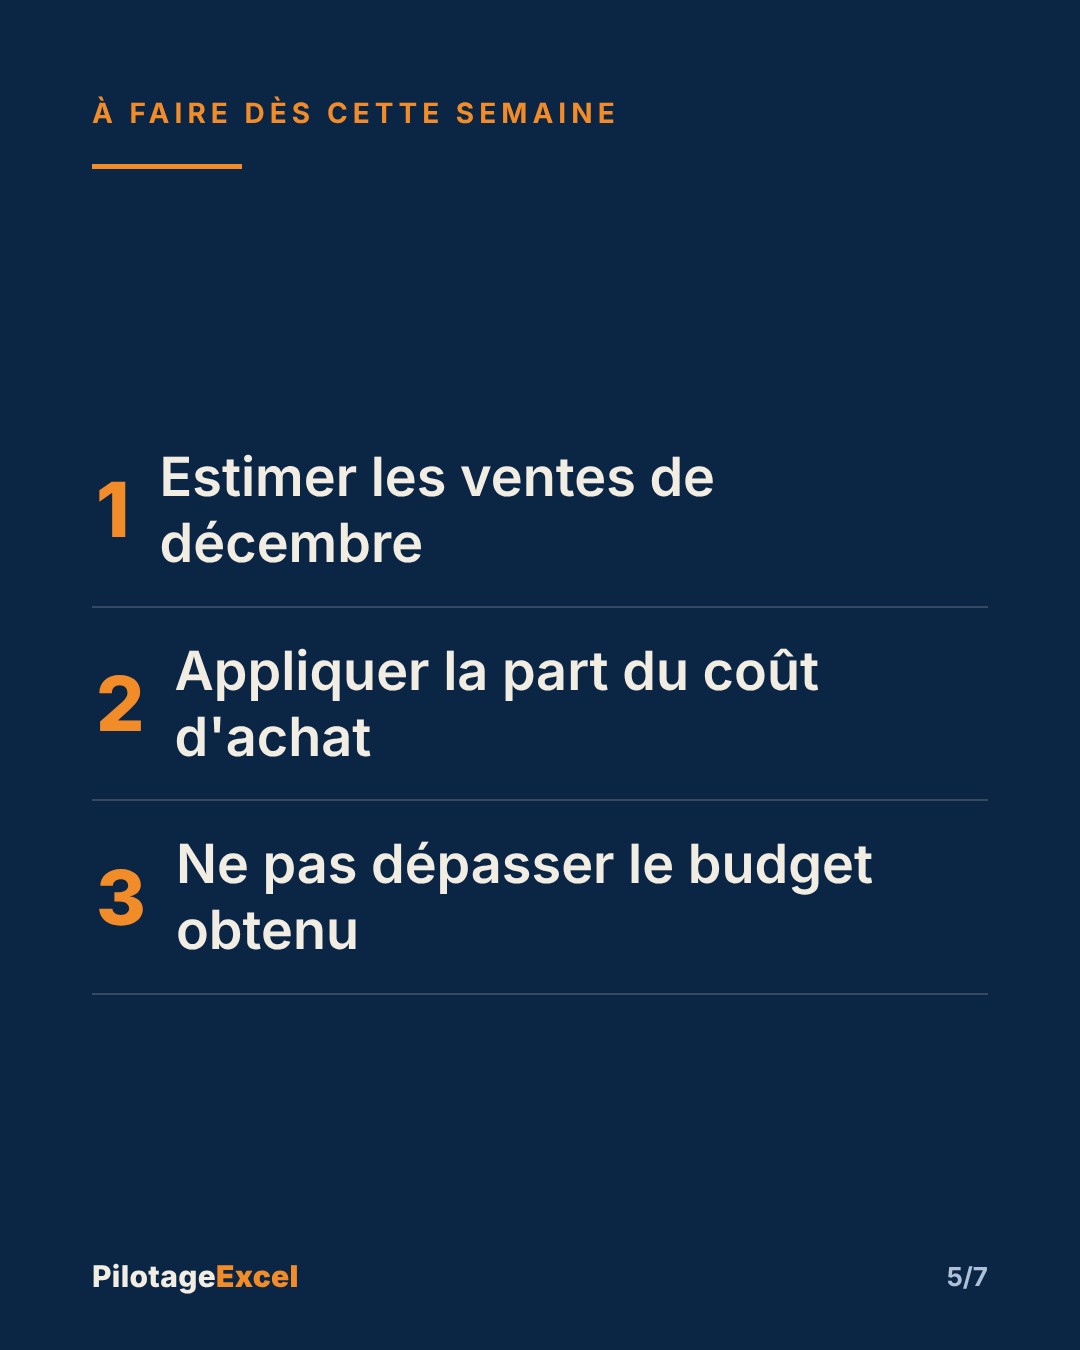 À FAIRE DÈS CETTE SEMAINE
1 Estimer les ventes de
décembre
2 Appliquer la part du coût
d'achat
3 Ne pas dépasser le budget
obtenu
PilotageExcel
5/7